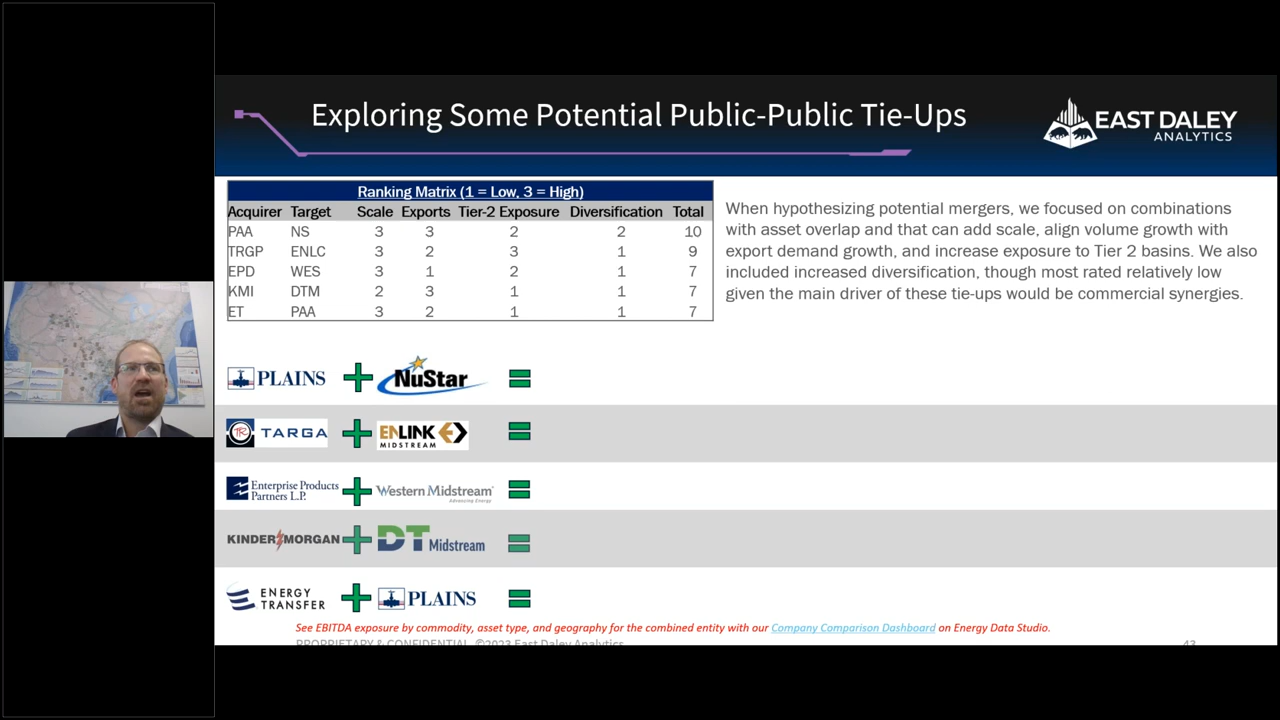 Exploring Some Potential Public-Public Tie-Ups
EAST DALEY
ANALYTICS
Ranking Matrix (1 = Low, 3 = High)
Acquirer Target Scale Exports Tier-2 Exposure Diversification Total
PAA NS 3 3 2 2 10
TRGP ENLC 3 2 3 1 9
EPD WES 3 1 2 1 7
KMI DTM 2 3 1 1 7
ET PAA 3 2 1 1 7
When hypothesizing potential mergers, we focused on combinations
with asset overlap and that can add scale, align volume growth with
export demand growth, and increase exposure to Tier 2 basins. We also
included increased diversification, though most rated relatively low
given the main driver of these tie-ups would be commercial synergies.
PLAINS + NuStar =
TR TARGA + ENLINK MIDSTREAM =
Enterprise Products Partners L.P. + Western Midstream Advancing Energy =
KINDER MORGAN + DT Midstream =
ENERGY TRANSFER + PLAINS =
See EBITDA exposure by commodity, asset type, and geography for the combined entity with our Company Comparison Dashboard on Energy Data Studio.
PROPRIETARY & CONFIDENTIAL ©2023 East Daley Analytics
43